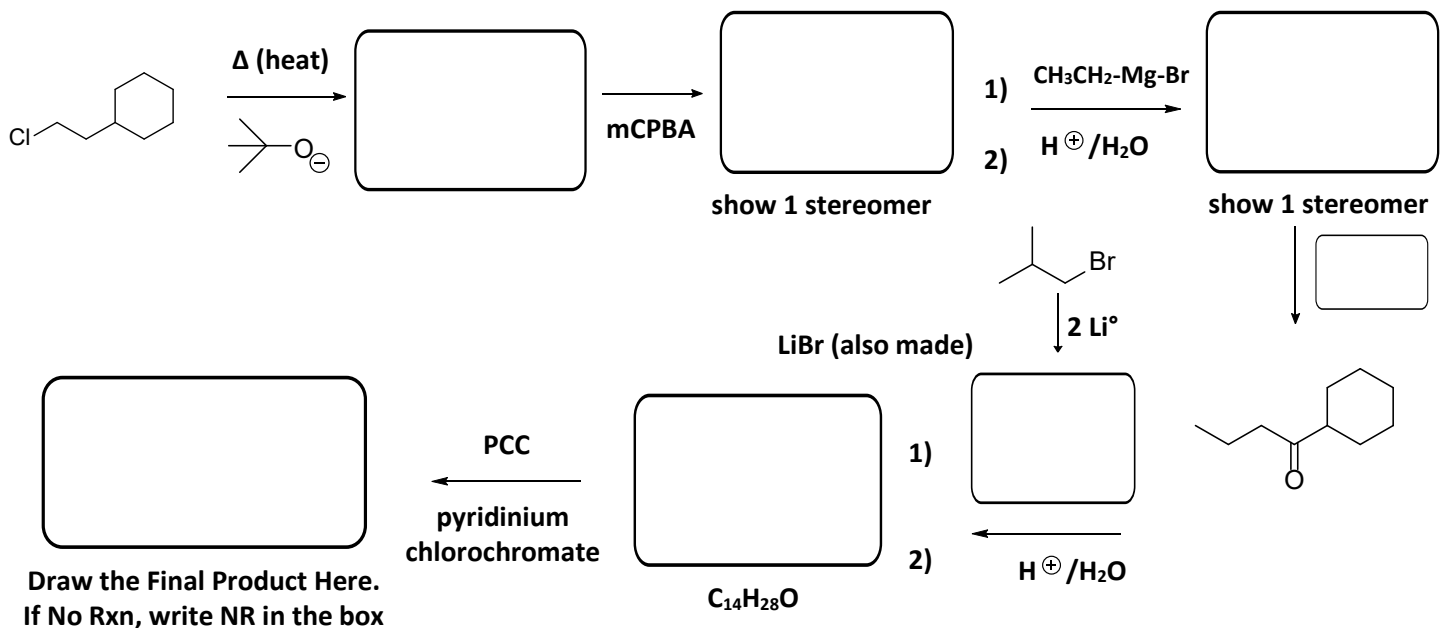 Δ (heat)
Cl
O⊖
mCPBA
show 1 stereomer
1)
CH₃CH₂-Mg-Br
2)
H⊕/H₂O
show 1 stereomer
Br
2 Li°
LiBr (also made)
O
1)
2)
H⊕/H₂O
C₁₄H₂₈O
PCC
pyridinium
chlorochromate
Draw the Final Product Here.
If No Rxn, write NR in the box